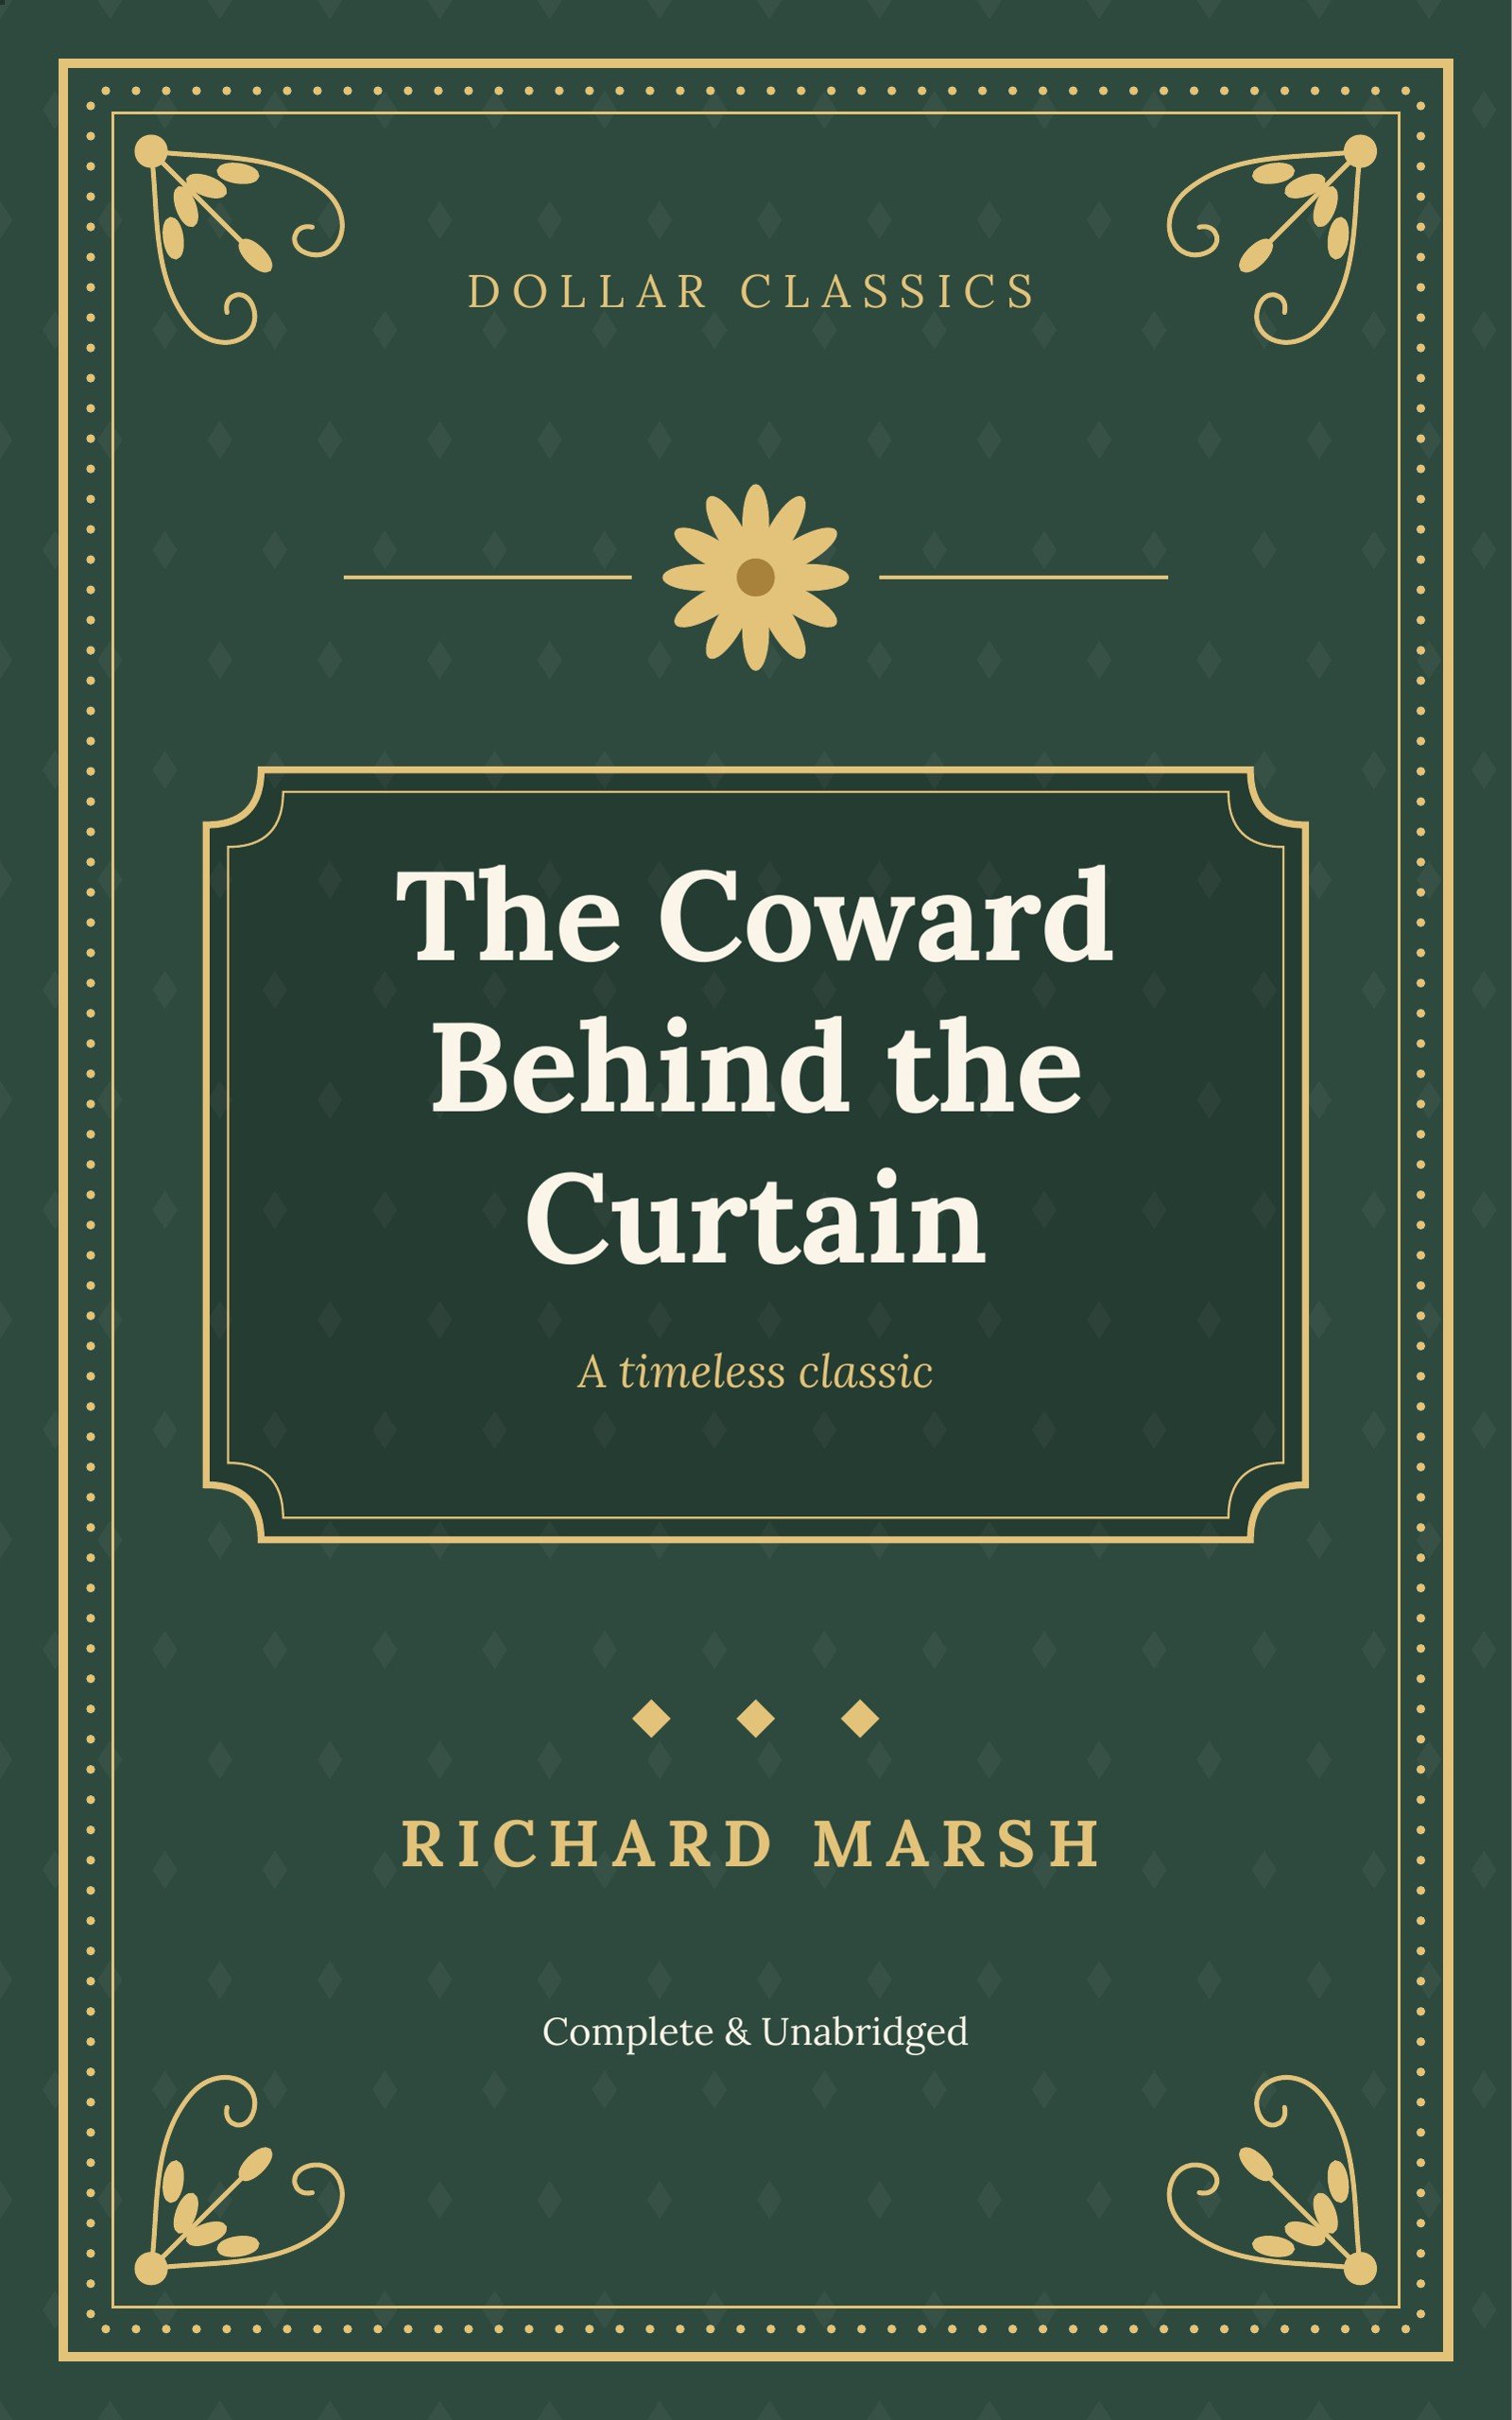 DOLLAR CLASSICS
The Coward
Behind the
Curtain
A timeless classic
RICHARD MARSH
Complete & Unabridged